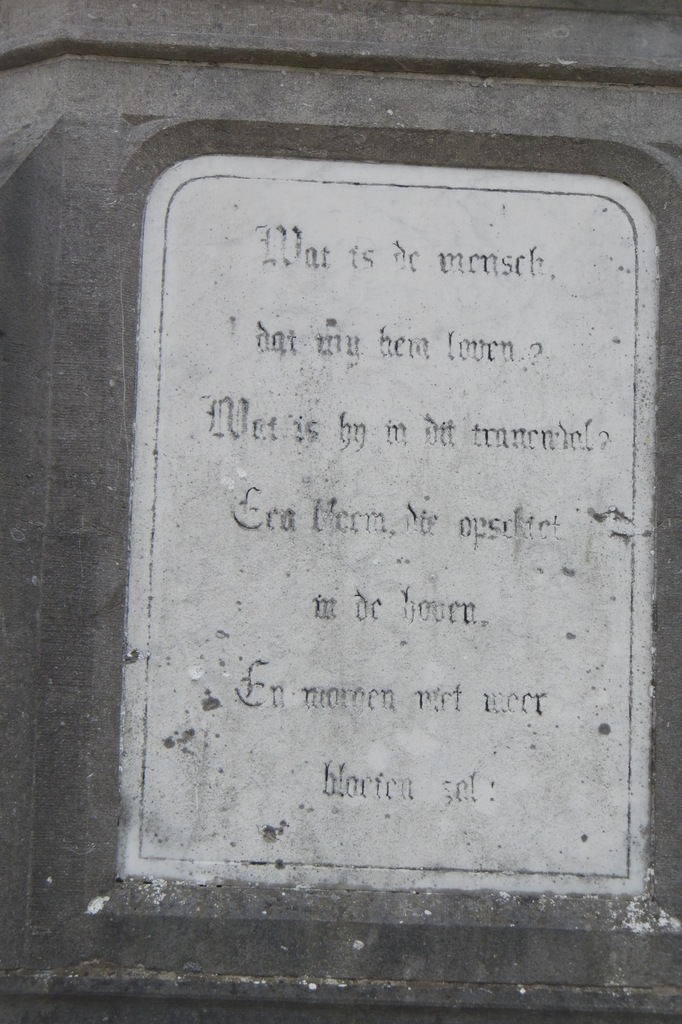 Wat is de mensch,
dat wy hem loven?
Wat is hy in dit tranendal?
Een bloem, die opschiet
in de hoven,
En morgen niet meer
bloeien zal!